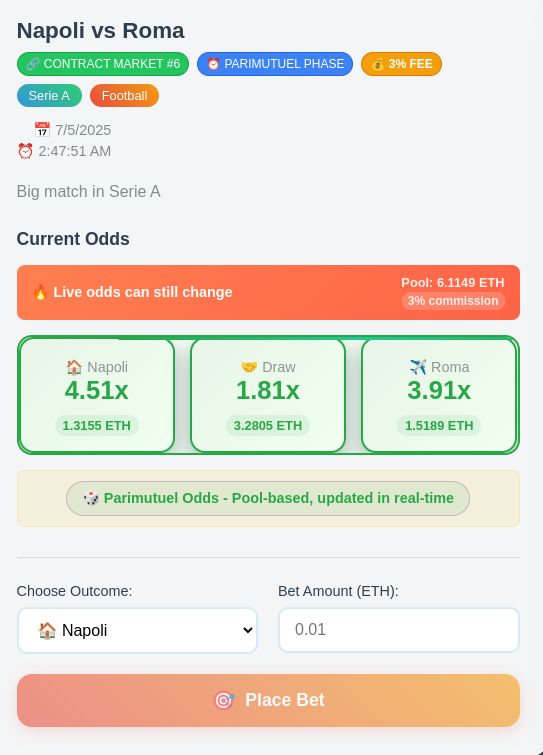 Napoli vs Roma
🔗 CONTRACT MARKET #6 ⏰ PARIMUTUEL PHASE 💰 3% FEE
Serie A Football
📅 7/5/2025
⏰ 2:47:51 AM
Big match in Serie A
Current Odds
🔥 Live odds can still change
Pool: 6.1149 ETH
3% commission
🏠 Napoli
4.51x
1.3155 ETH
🤝 Draw
1.81x
3.2805 ETH
✈️ Roma
3.91x
1.5189 ETH
🎲 Parimutuel Odds - Pool-based, updated in real-time
Choose Outcome:
🏠 Napoli
Bet Amount (ETH):
0.01
🎯 Place Bet